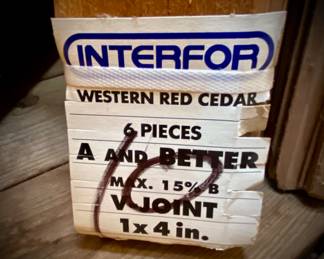 INTERFOR
WESTERN RED CEDAR
6 PIECES
A AND BETTER
MAX. 15% B
V JOINT
1x4 in.